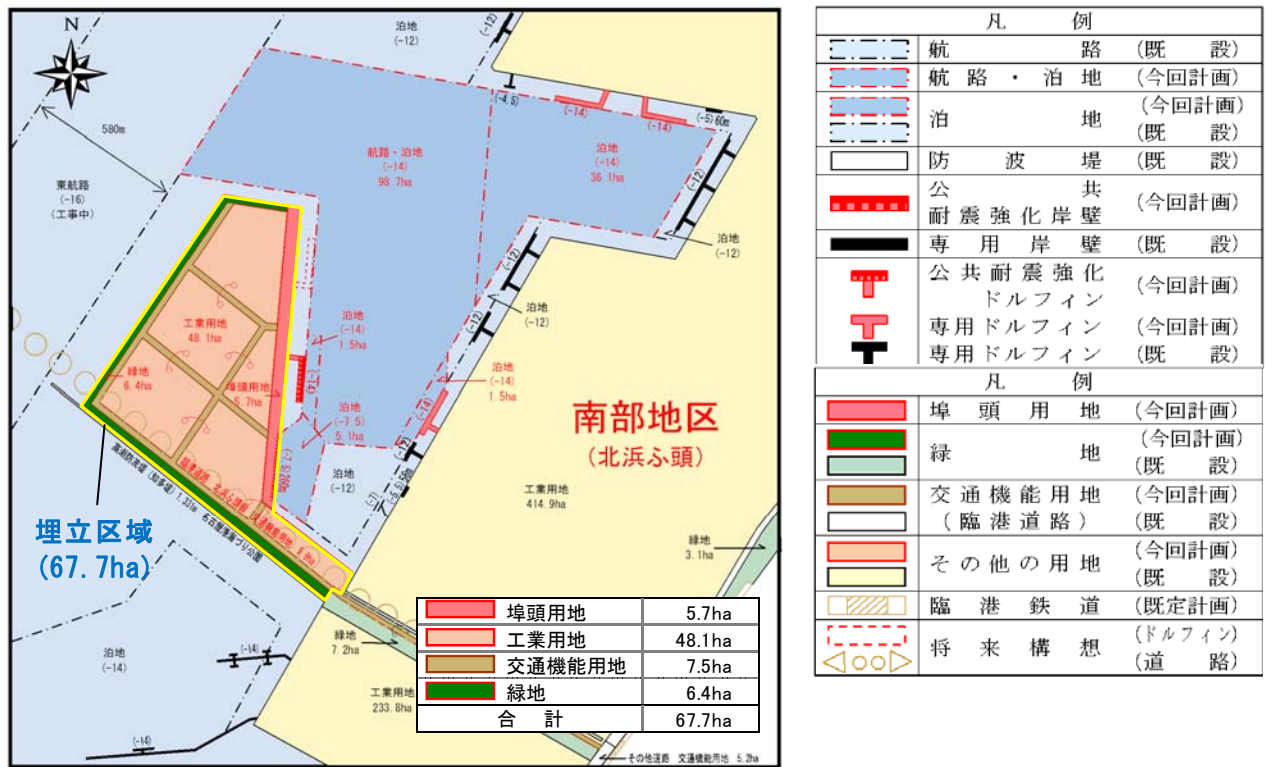 N
泊地
(-12)
(-12)
(-4.5)
(-14)
(-14)
(-5)60m
580m
東航路
(-16)
(工事中)
航路・泊地
(-14)
98.7ha
泊地
(-14)
36.1ha
(-12)
泊地
(-12)
(-12)
泊地
(-12)
(-12)
工業用地
48.1ha
泊地
(-14)
1.5ha
緑地
6.4ha
埠頭用地
5.7ha
(-14)
泊地
(-14)
1.5ha
(-14)
泊地
(-7.5)
5.1ha
(-7.5)260m
泊地
(-12)
(-12)
(-7)
南部地区
(北浜ふ頭)
工業用地
414.9ha
緑地
3.1ha
埋立区域
(67.7ha)
泊地
(-14)
(-14)
(-14)
緑地
7.2ha
工業用地
233.8ha
その他道路 交通機能用地 5.2ha
埠頭用地 5.7ha
工業用地 48.1ha
交通機能用地 7.5ha
緑地 6.4ha
合計 67.7ha
凡例
航路 (既設)
航路・泊地 (今回計画)
泊地 (今回計画)
(既設)
防波堤 (既設)
公共
耐震強化岸壁 (今回計画)
専用岸壁 (既設)
公共耐震強化
ドルフィン (今回計画)
専用ドルフィン (今回計画)
専用ドルフィン (既設)
凡例
埠頭用地 (今回計画)
緑地 (今回計画)
(既設)
交通機能用地 (今回計画)
(臨港道路) (既設)
その他の用地 (今回計画)
(既設)
臨港鉄道 (既定計画)
将来構想 (ドルフィン)
(道路)